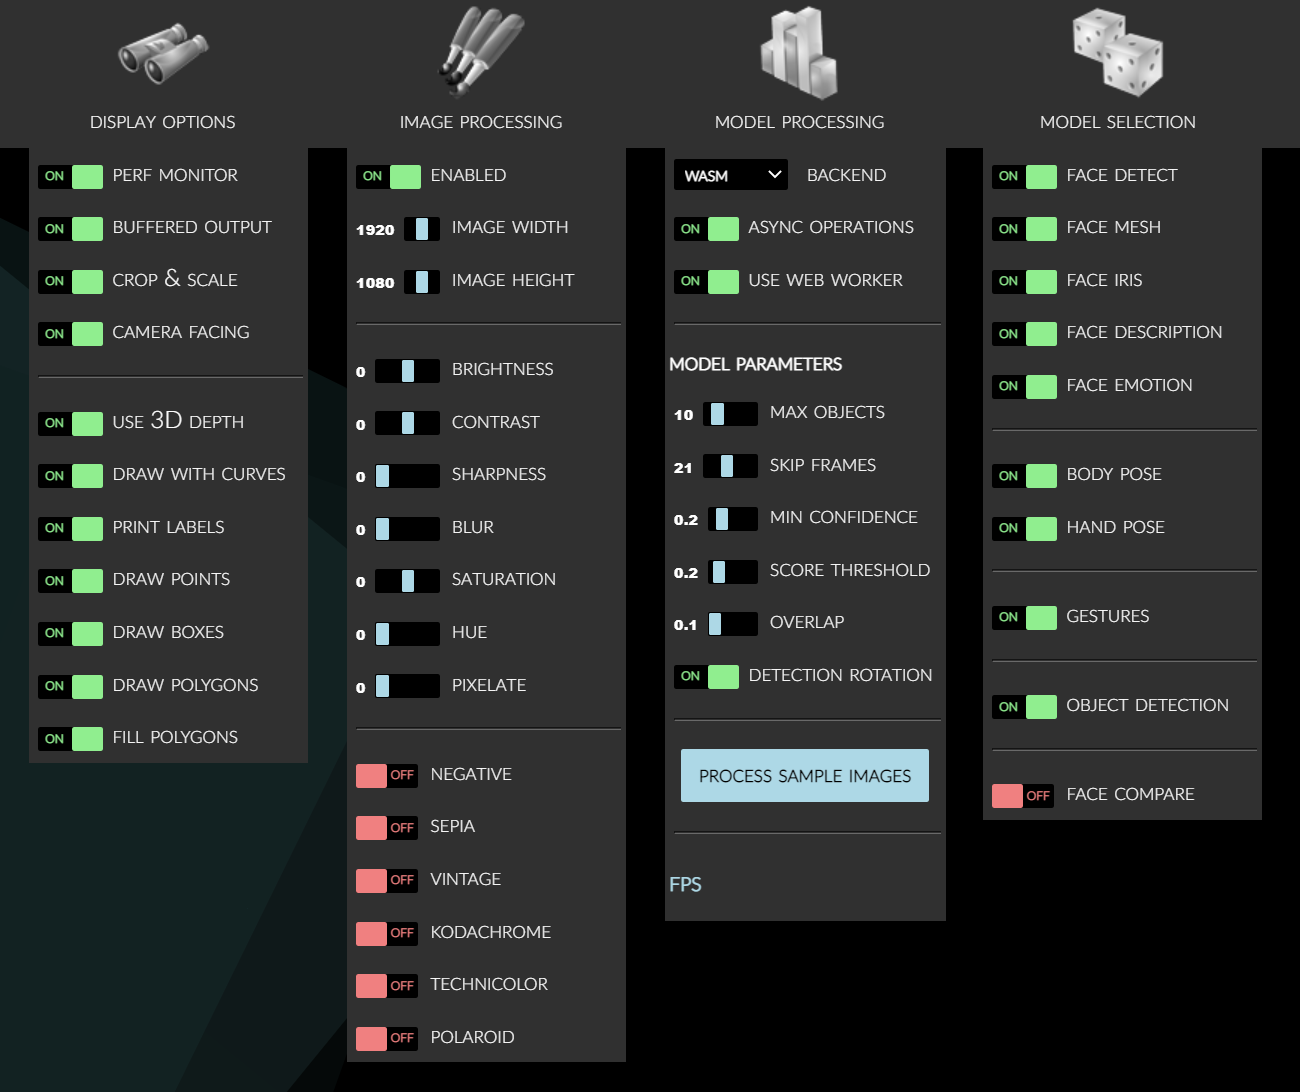 DISPLAY OPTIONS
ON PERF MONITOR
ON BUFFERED OUTPUT
ON CROP & SCALE
ON CAMERA FACING
ON USE 3D DEPTH
ON DRAW WITH CURVES
ON PRINT LABELS
ON DRAW POINTS
ON DRAW BOXES
ON DRAW POLYGONS
ON FILL POLYGONS
IMAGE PROCESSING
ON ENABLED
1920 IMAGE WIDTH
1080 IMAGE HEIGHT
0 BRIGHTNESS
0 CONTRAST
0 SHARPNESS
0 BLUR
0 SATURATION
0 HUE
0 PIXELATE
OFF NEGATIVE
OFF SEPIA
OFF VINTAGE
OFF KODACHROME
OFF TECHNICOLOR
OFF POLAROID
MODEL PROCESSING
WASM BACKEND
ON ASYNC OPERATIONS
ON USE WEB WORKER
MODEL PARAMETERS
10 MAX OBJECTS
21 SKIP FRAMES
0.2 MIN CONFIDENCE
0.2 SCORE THRESHOLD
0.1 OVERLAP
ON DETECTION ROTATION
PROCESS SAMPLE IMAGES
FPS
MODEL SELECTION
ON FACE DETECT
ON FACE MESH
ON FACE IRIS
ON FACE DESCRIPTION
ON FACE EMOTION
ON BODY POSE
ON HAND POSE
ON GESTURES
ON OBJECT DETECTION
OFF FACE COMPARE